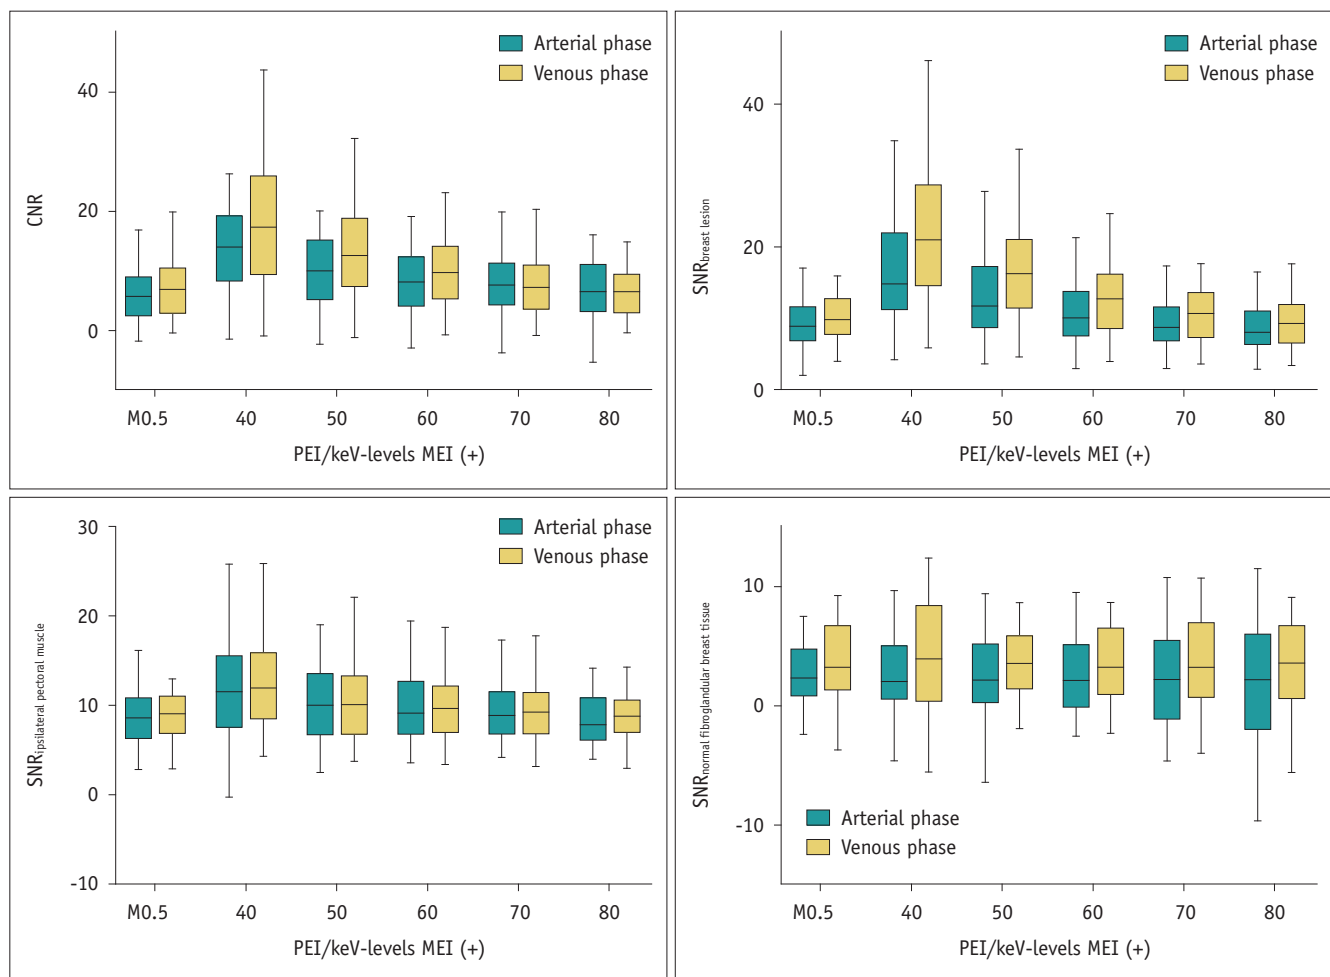 Arterial phase
Venous phase
40
20
0
CNR
M0.5 40 50 60 70 80
PEI/keV-levels MEI (+)
Arterial phase
Venous phase
40
20
0
SNRbreast lesion
M0.5 40 50 60 70 80
PEI/keV-levels MEI (+)
Arterial phase
Venous phase
30
20
10
0
-10
SNRipsilateral pectoral muscle
M0.5 40 50 60 70 80
PEI/keV-levels MEI (+)
10
0
-10
SNRnormal fibroglandular breast tissue
Arterial phase
Venous phase
M0.5 40 50 60 70 80
PEI/keV-levels MEI (+)